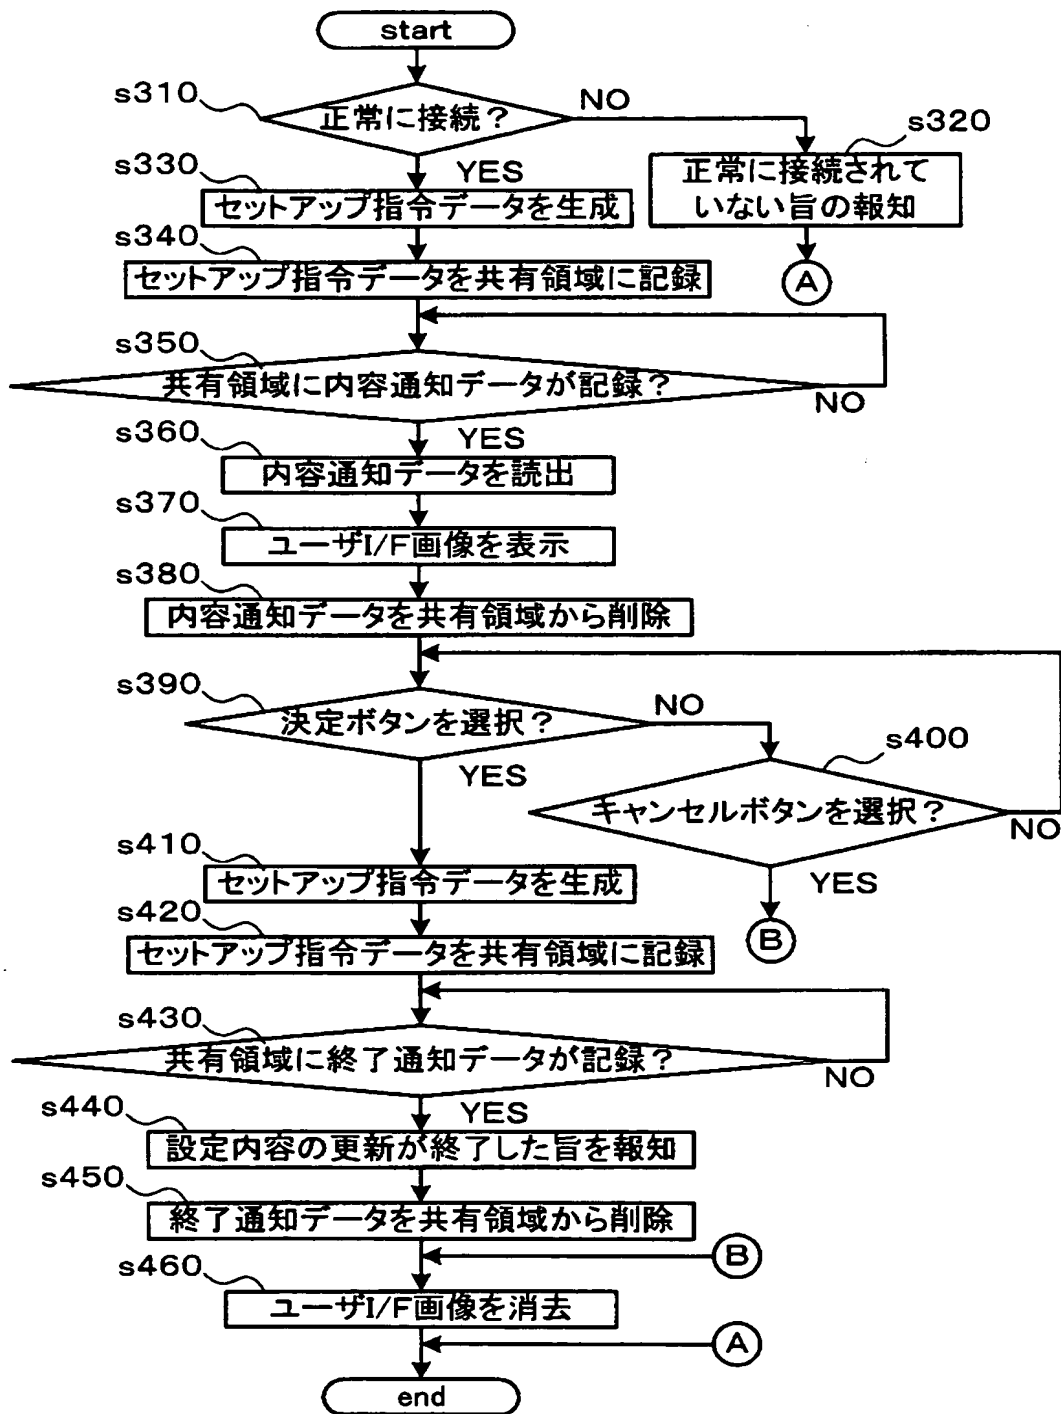 start
s310
正常に接続？
NO
s320
正常に接続されて
いない旨の報知
A
YES
s330
セットアップ指令データを生成
s340
セットアップ指令データを共有領域に記録
s350
共有領域に内容通知データが記録？
NO
YES
s360
内容通知データを読出
s370
ユーザI/F画像を表示
s380
内容通知データを共有領域から削除
s390
決定ボタンを選択？
NO
s400
キャンセルボタンを選択？
NO
YES
B
YES
s410
セットアップ指令データを生成
s420
セットアップ指令データを共有領域に記録
s430
共有領域に終了通知データが記録？
NO
YES
s440
設定内容の更新が終了した旨を報知
s450
終了通知データを共有領域から削除
B
s460
ユーザI/F画像を消去
A
end